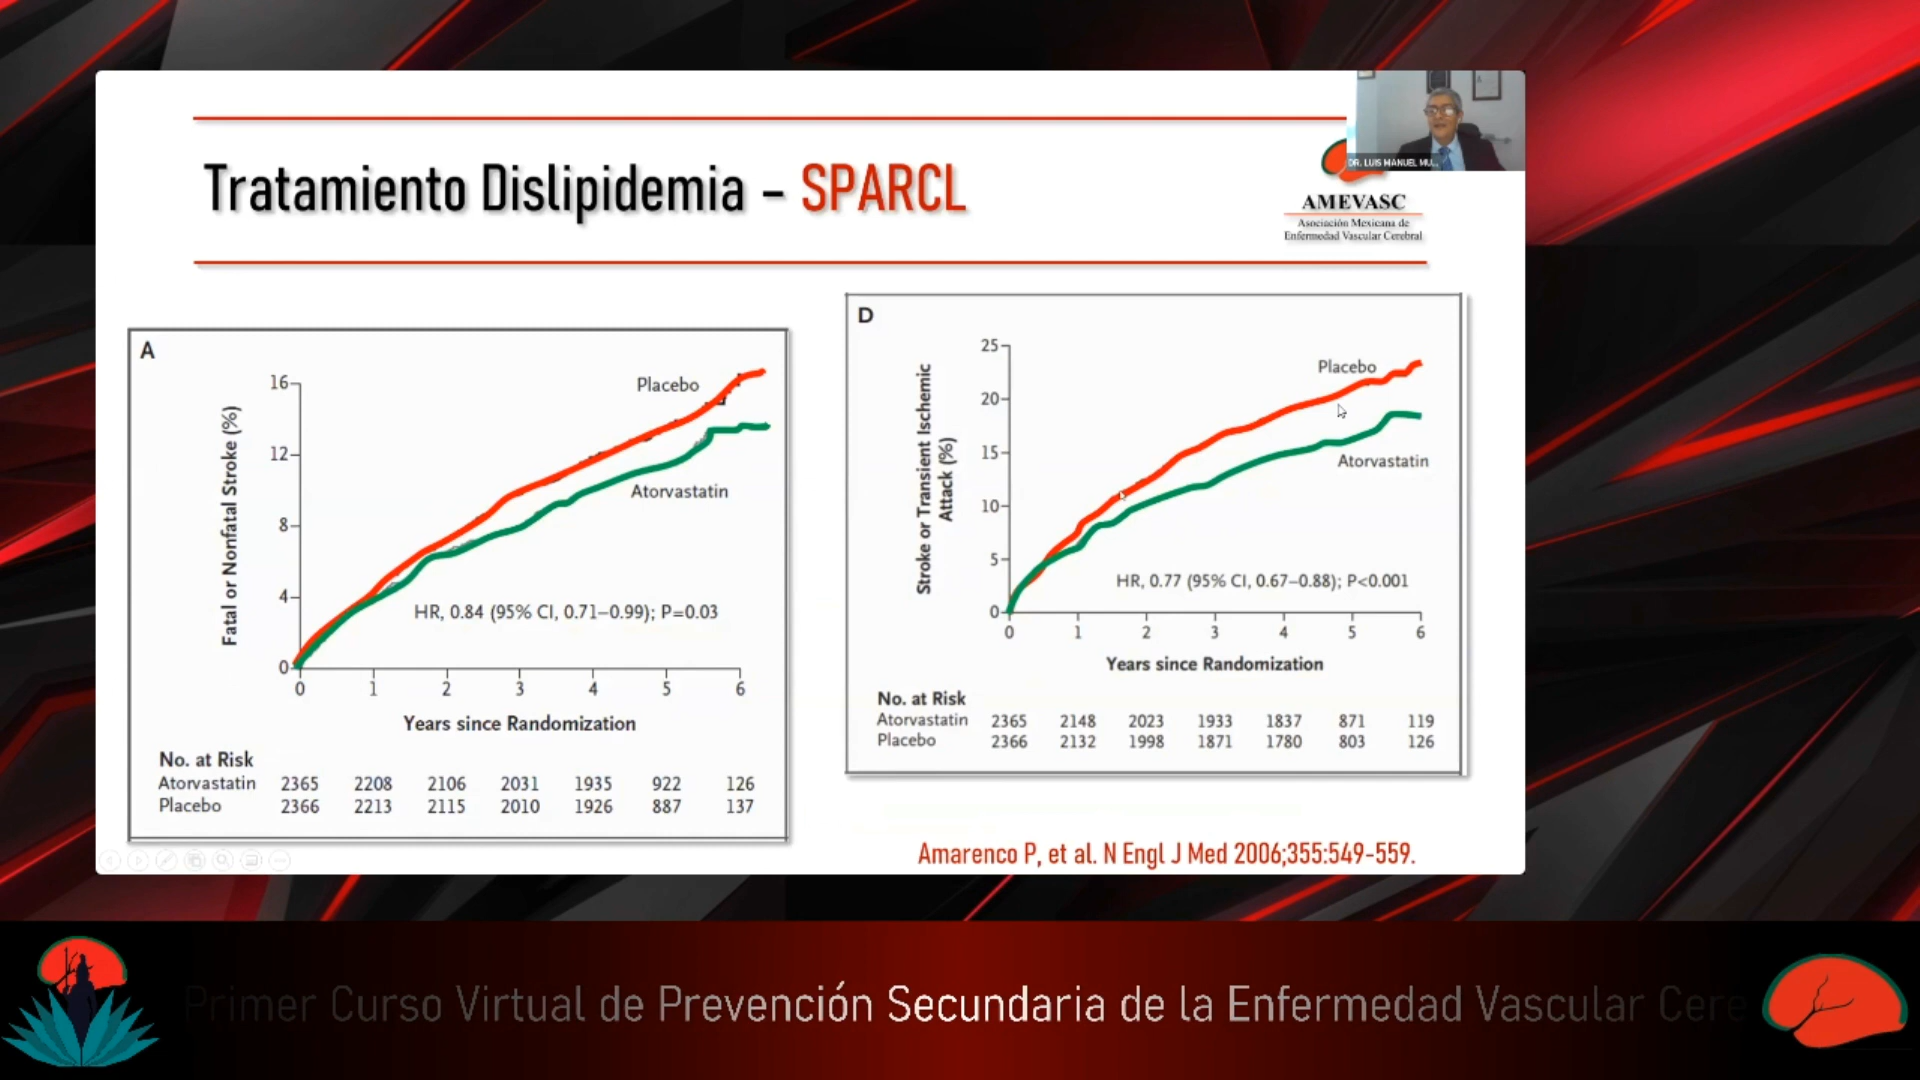 DR. LUIS MANUEL MU...
Tratamiento Dislipidemia – SPARCL
AMEVASC
Asociación Mexicana de
Enfermedad Vascular Cerebral
A
Fatal or Nonfatal Stroke (%)
16
12
8
4
0
Placebo
Atorvastatin
HR, 0.84 (95% CI, 0.71–0.99); P=0.03
0 1 2 3 4 5 6
Years since Randomization
No. at Risk
Atorvastatin 2365 2208 2106 2031 1935 922 126
Placebo 2366 2213 2115 2010 1926 887 137
D
Stroke or Transient Ischemic
Attack (%)
25
20
15
10
5
0
Placebo
Atorvastatin
HR, 0.77 (95% CI, 0.67–0.88); P<0.001
0 1 2 3 4 5 6
Years since Randomization
No. at Risk
Atorvastatin 2365 2148 2023 1933 1837 871 119
Placebo 2366 2132 1998 1871 1780 803 126
Amarenco P, et al. N Engl J Med 2006;355:549-559.
Primer Curso Virtual de Prevención Secundaria de la Enfermedad Vascular Cere